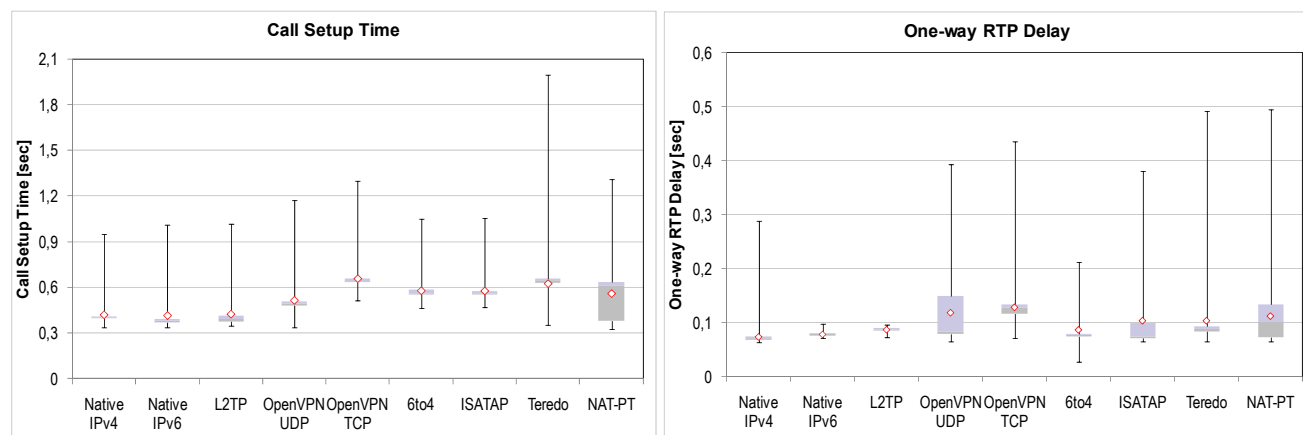 Call Setup Time
2,1
1,8
1,5
1,2
0,9
0,6
0,3
0
Call Setup Time [sec]
Native IPv4
Native IPv6
L2TP
OpenVPN UDP
OpenVPN TCP
6to4
ISATAP
Teredo
NAT-PT
One-way RTP Delay
0,6
0,5
0,4
0,3
0,2
0,1
0
One-way RTP Delay [sec]
Native IPv4
Native IPv6
L2TP
OpenVPN UDP
OpenVPN TCP
6to4
ISATAP
Teredo
NAT-PT